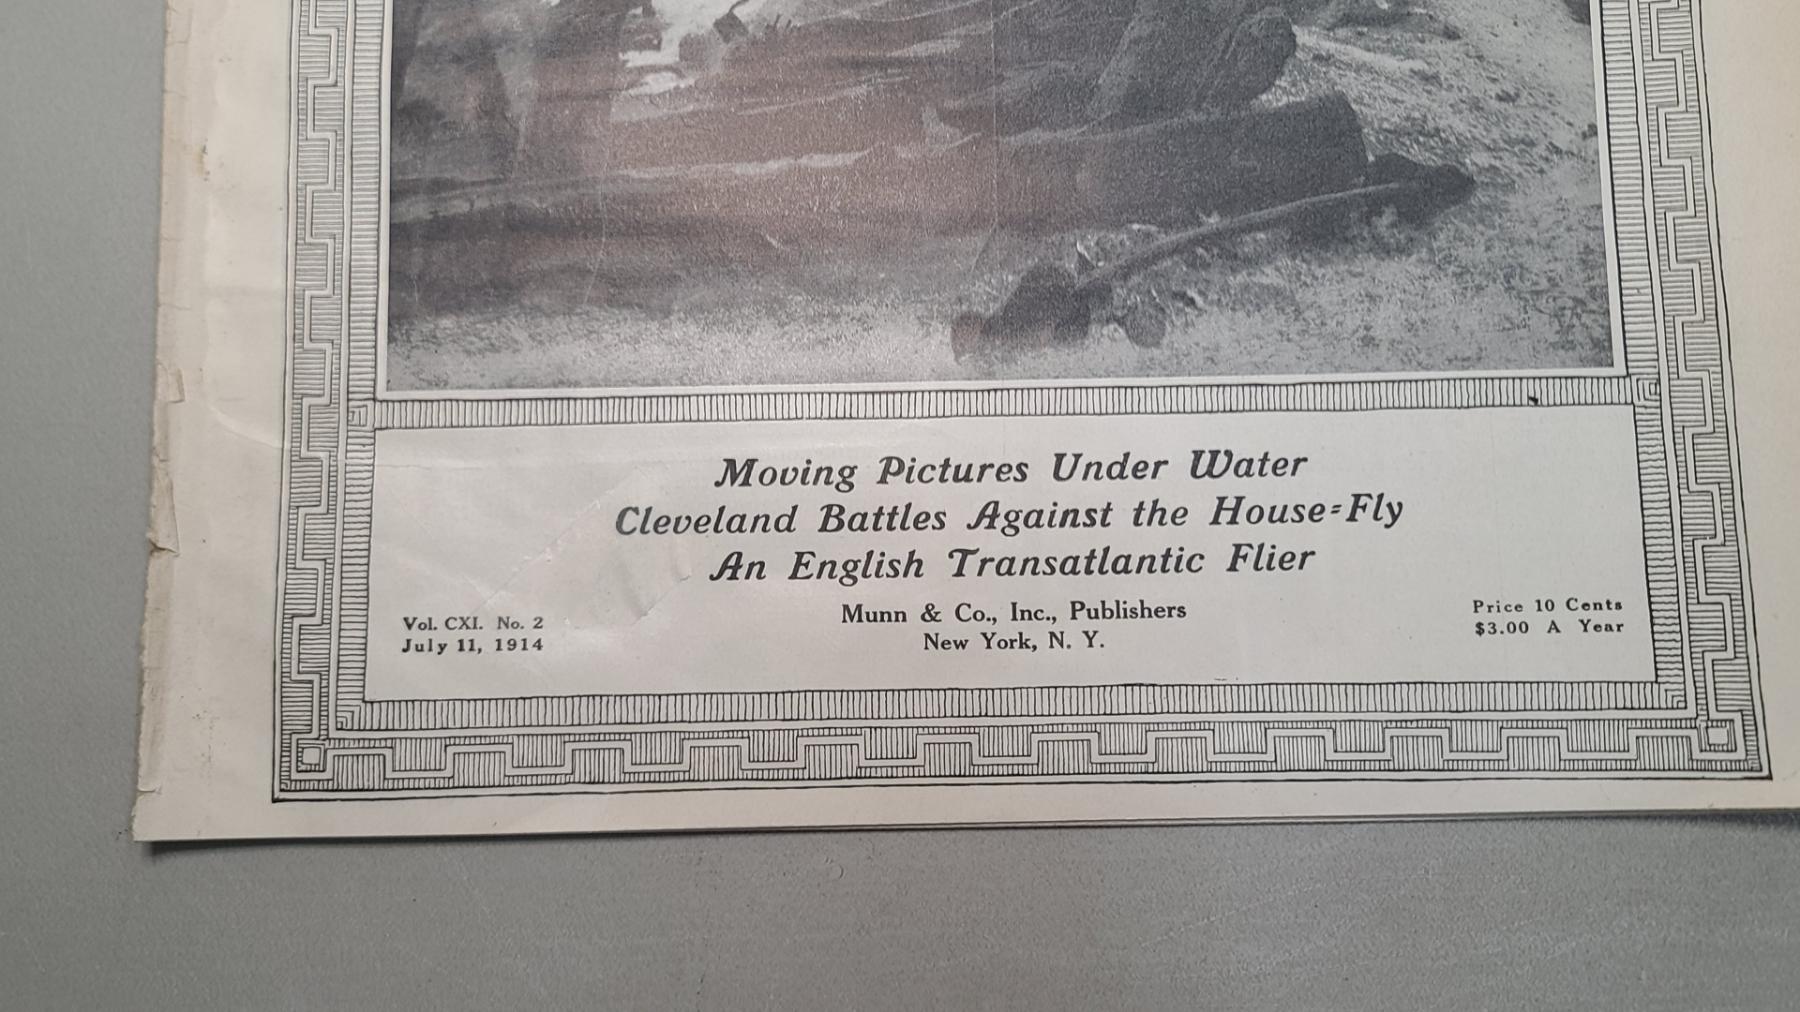 Moving Pictures Under Water
Cleveland Battles Against the House=Fly
An English Transatlantic Flier
Munn & Co., Inc., Publishers
New York, N. Y.
Vol. CXI. No. 2
July 11, 1914
Price 10 Cents
$3.00 A Year